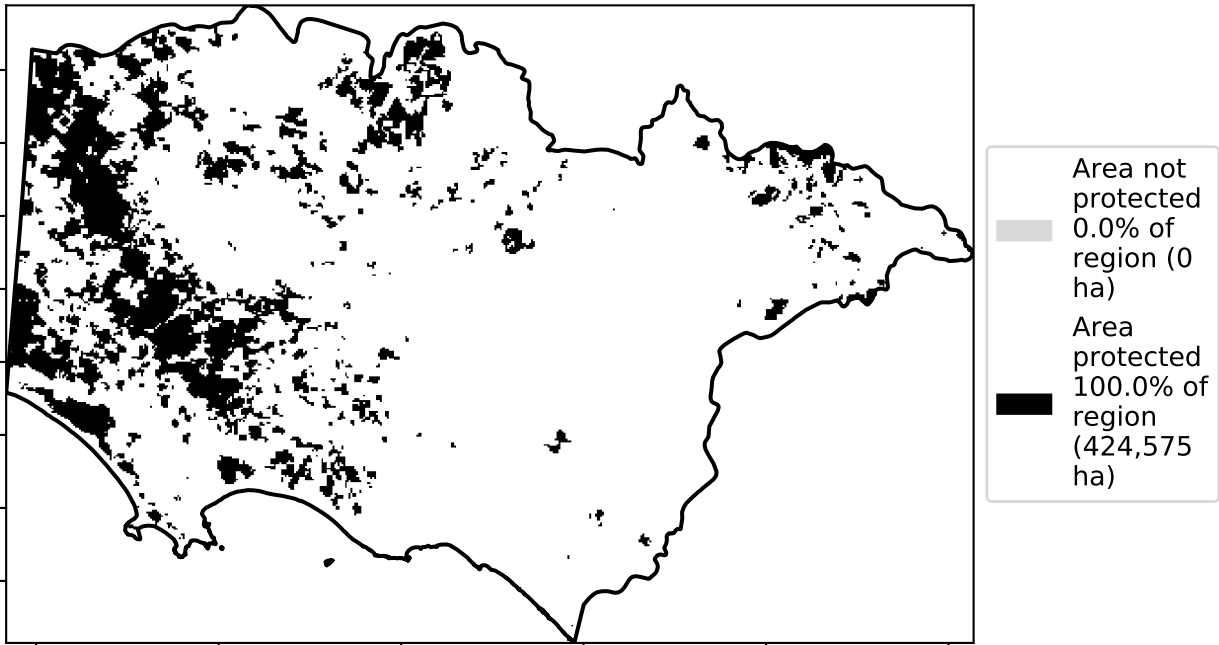 Area not
protected
0.0% of
region (0
ha)
Area
protected
100.0% of
region
(424,575
ha)